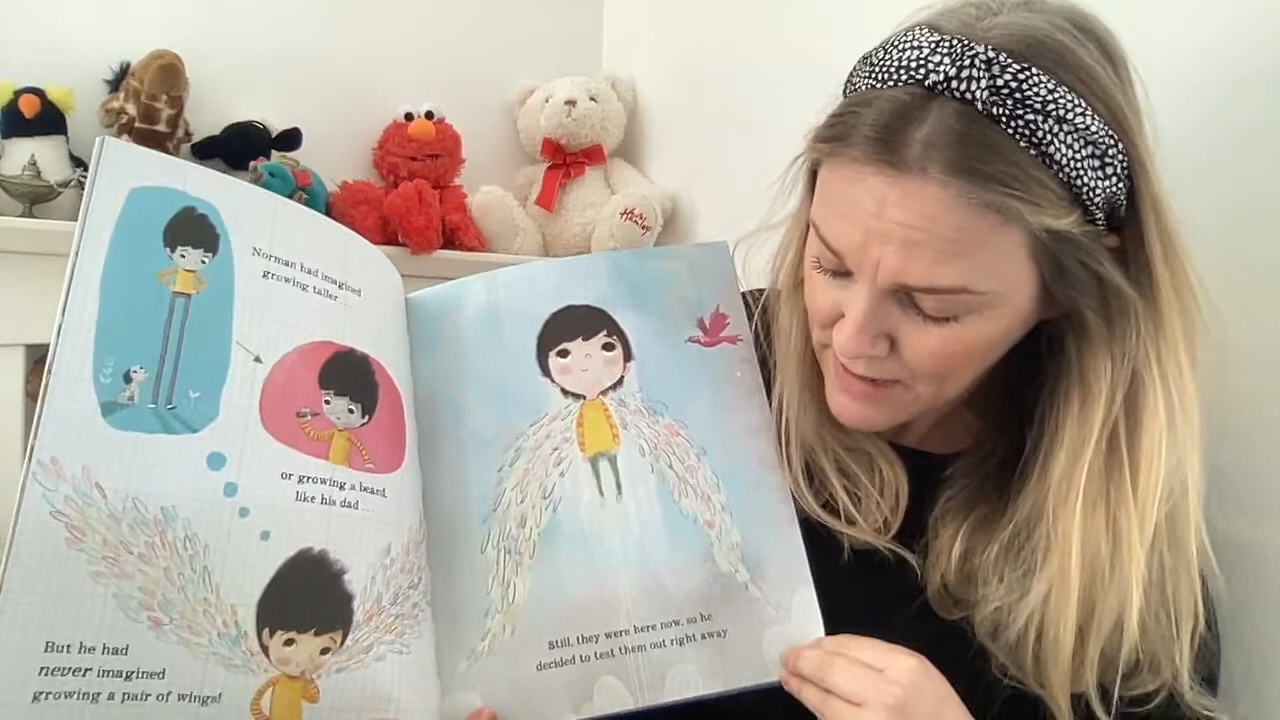 Norman had imagined
growing taller ...
or growing a beard,
like his dad ...
But he had
never imagined
growing a pair of wings!
Still, they were here now, so he
decided to test them out right away.
Hamleys